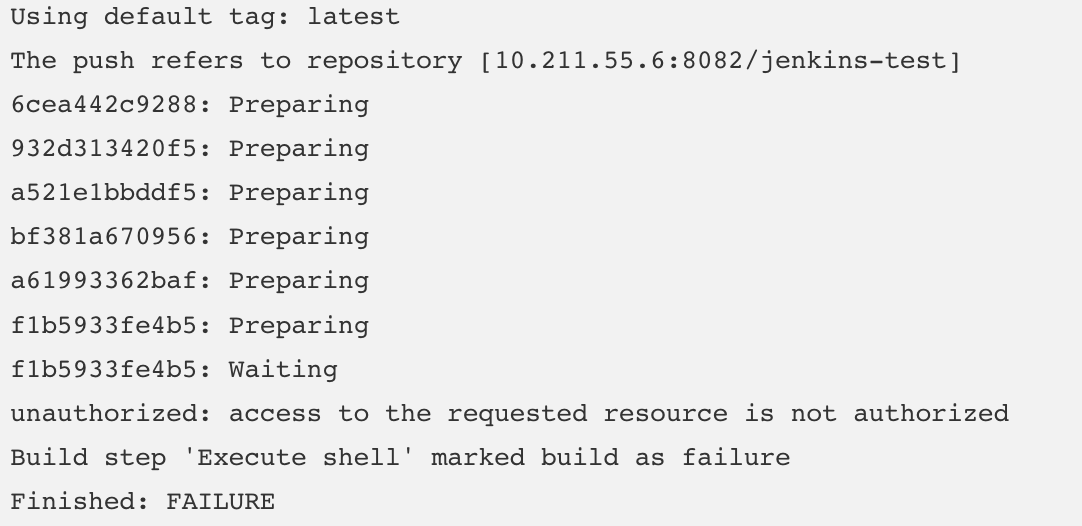 Using default tag: latest
The push refers to repository [10.211.55.6:8082/jenkins-test]
6cea442c9288: Preparing
932d313420f5: Preparing
a521e1bbddf5: Preparing
bf381a670956: Preparing
a61993362baf: Preparing
f1b5933fe4b5: Preparing
f1b5933fe4b5: Waiting
unauthorized: access to the requested resource is not authorized
Build step 'Execute shell' marked build as failure
Finished: FAILURE